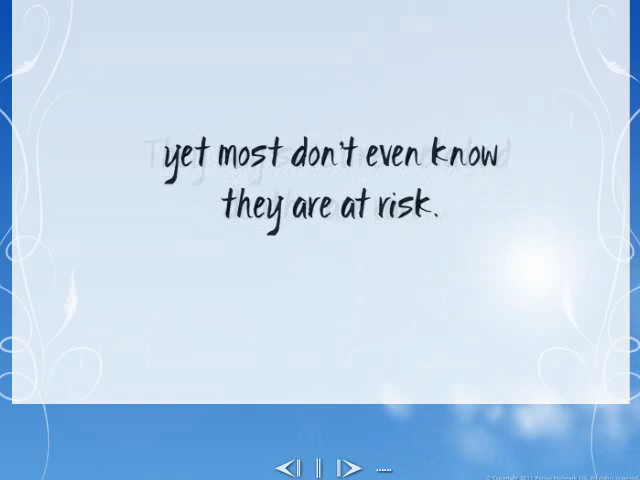 yet most don't even know
they are at risk.